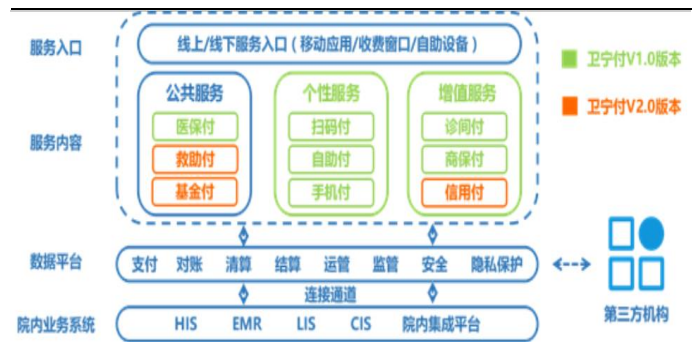 服务入口
线上/线下服务入口（移动应用/收费窗口/自助设备）
卫宁付V1.0版本
卫宁付V2.0版本
服务内容
公共服务
医保付
救助付
基金付
个性服务
扫码付
自助付
手机付
增值服务
诊间付
商保付
信用付
数据平台
支付 对账 清算 结算 运管 监管 安全 隐私保护
第三方机构
连接通道
院内业务系统
HIS EMR LIS CIS 院内集成平台